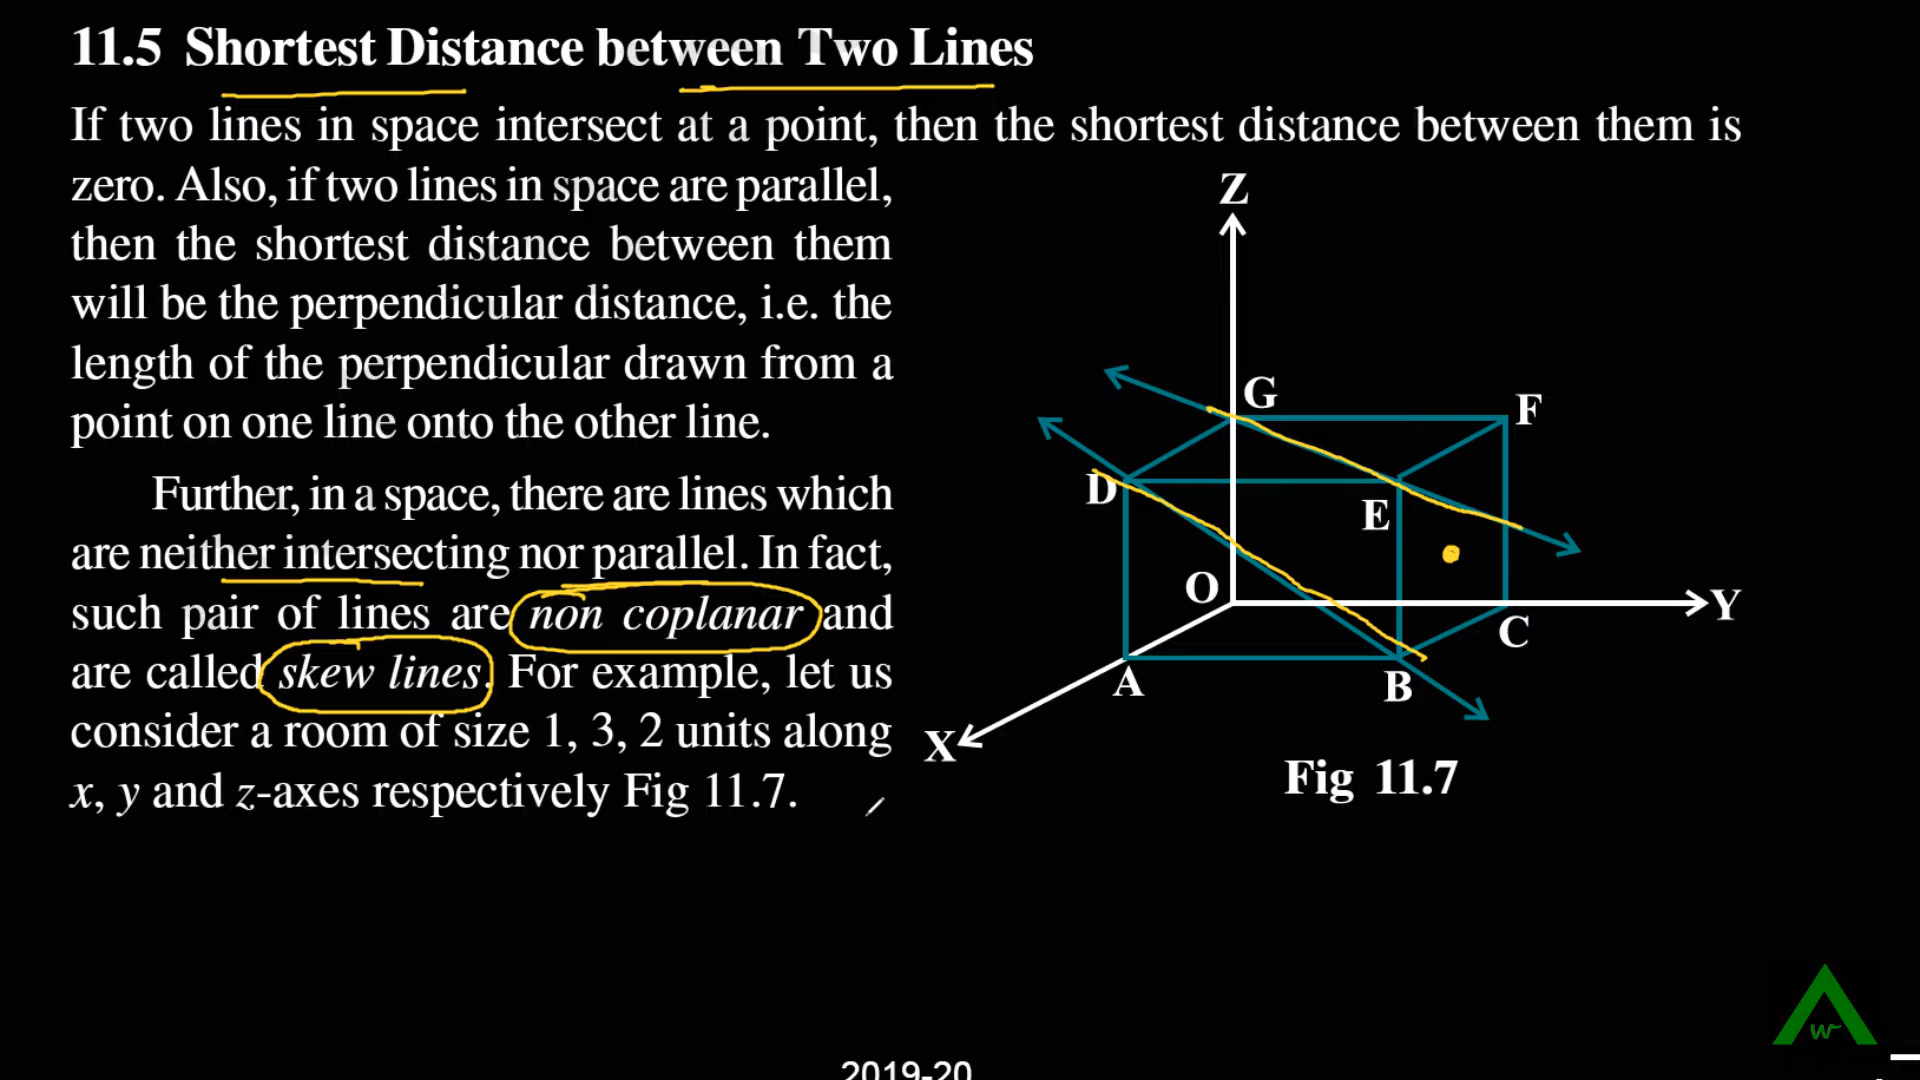 11.5 Shortest Distance between Two Lines
If two lines in space intersect at a point, then the shortest distance between them is
zero. Also, if two lines in space are parallel,
then the shortest distance between them
will be the perpendicular distance, i.e. the
length of the perpendicular drawn from a
point on one line onto the other line.
Further, in a space, there are lines which
are neither intersecting nor parallel. In fact,
such pair of lines are non coplanar and
are called skew lines. For example, let us
consider a room of size 1, 3, 2 units along
x, y and z-axes respectively Fig 11.7.
Z
G
F
D
E
O
Y
C
A
B
X
Fig 11.7
w
2019-20